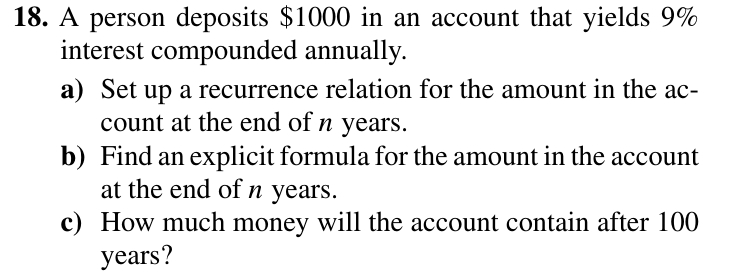 18. A person deposits $1000 in an account that yields 9%
interest compounded annually.
a) Set up a recurrence relation for the amount in the ac-
count at the end of n years.
b) Find an explicit formula for the amount in the account
at the end of n years.
c) How much money will the account contain after 100
years?